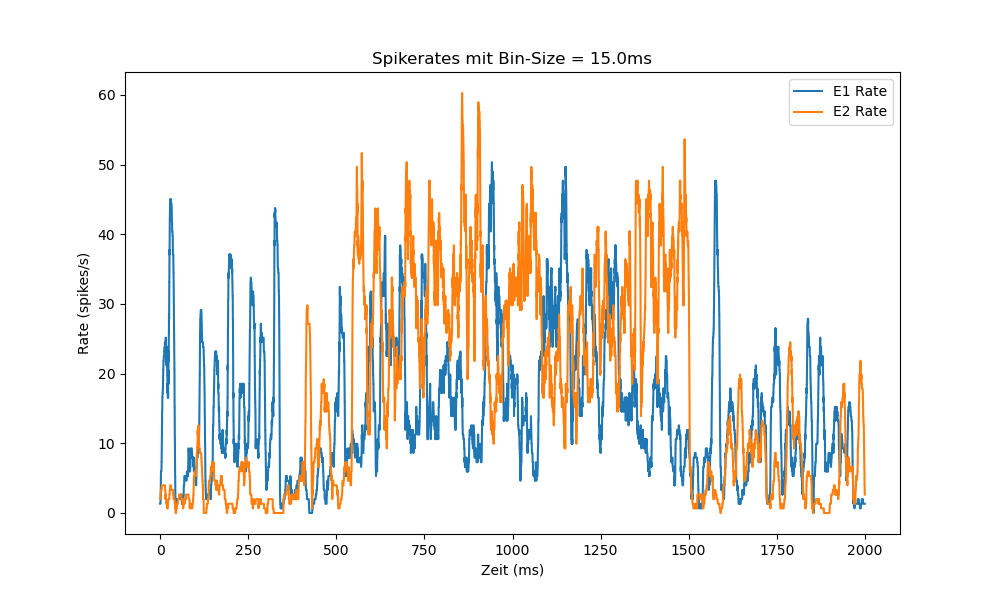 Spikerates mit Bin-Size = 15.0ms
E1 Rate
E2 Rate
60
50
40
30
20
10
0
Rate (spikes/s)
0 250 500 750 1000 1250 1500 1750 2000
Zeit (ms)